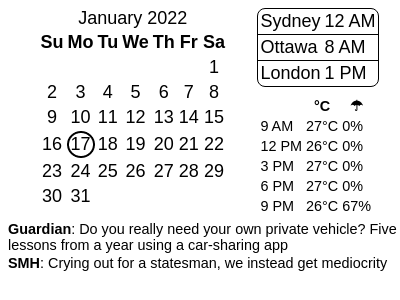 January 2022
Su Mo Tu We Th Fr Sa
1
2 3 4 5 6 7 8
9 10 11 12 13 14 15
16 17 18 19 20 21 22
23 24 25 26 27 28 29
30 31
Sydney 12 AM
Ottawa 8 AM
London 1 PM
°C ☂
9 AM 27°C 0%
12 PM 26°C 0%
3 PM 27°C 0%
6 PM 27°C 0%
9 PM 26°C 67%
Guardian: Do you really need your own private vehicle? Five
lessons from a year using a car-sharing app
SMH: Crying out for a statesman, we instead get mediocrity